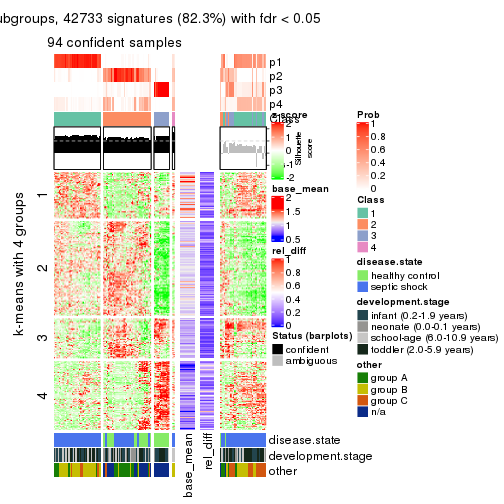 ubgroups, 42733 signatures (82.3%) with fdr < 0.05
94 confident samples
p1
p2
p3
p4
Class
z-score
2
1
0
-1
-2
Silhouette
score
1
2
3
4
k-means with 4 groups
base_mean
2
1.5
1
0.5
rel_diff
1
0.8
0.6
0.4
0.2
0
Status (barplots)
confident
ambiguous
Prob
1
0.8
0.6
0.4
0.2
0
Class
1
2
3
4
disease.state
healthy control
septic shock
development.stage
infant (0.2-1.9 years)
neonate (0.0-0.1 years)
school-age (6.0-10.9 years)
toddler (2.0-5.9 years)
other
group A
group B
group C
n/a
disease.state
development.stage
other
base_mean
rel_diff